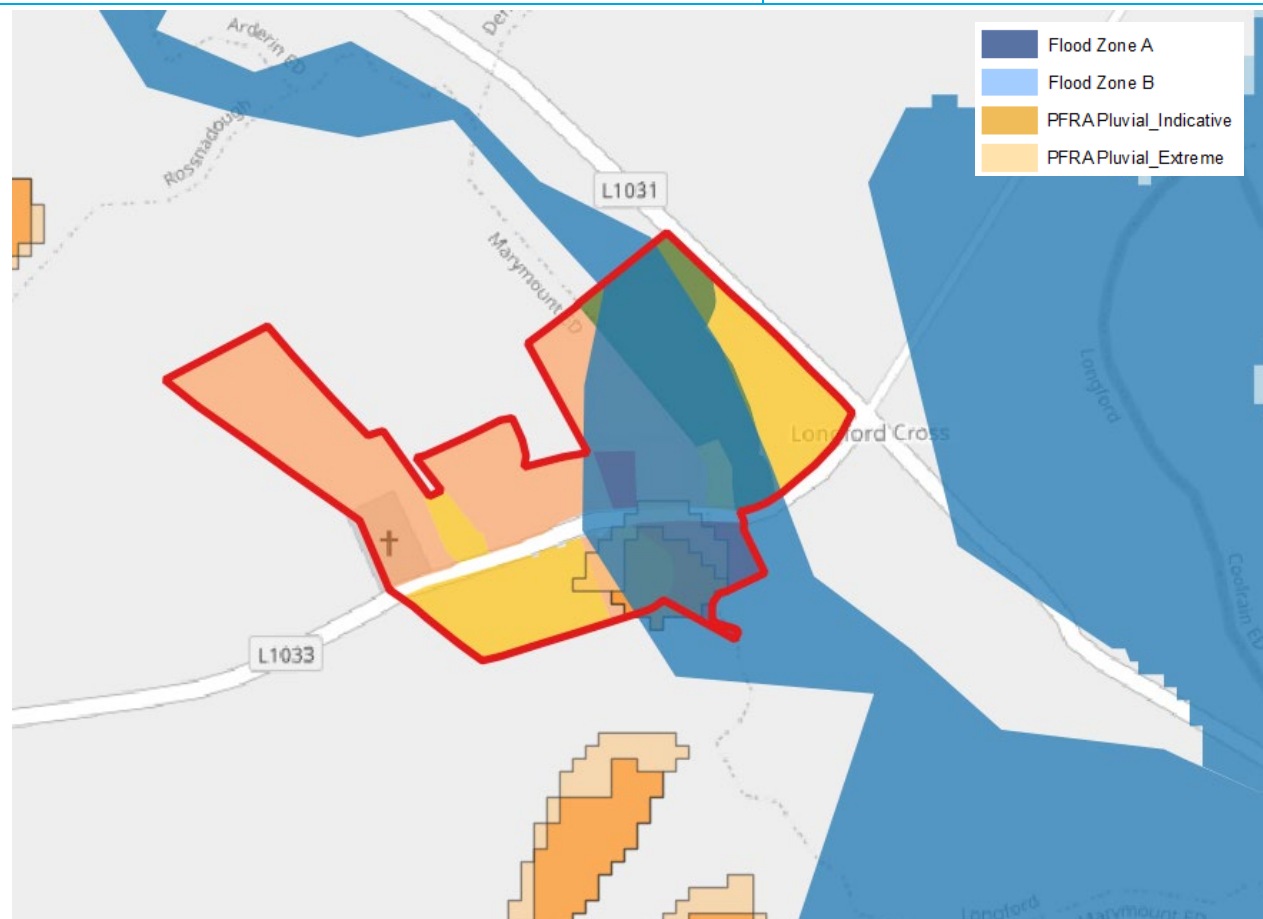 Arderin ED
Rossnadough
Flood Zone A
Flood Zone B
PFRA Pluvial_Indicative
PFRA Pluvial_Extreme
L1031
Marymount ED
Longford
Longford Cross
Coolrain ED
L1033
Longford
Marymount ED